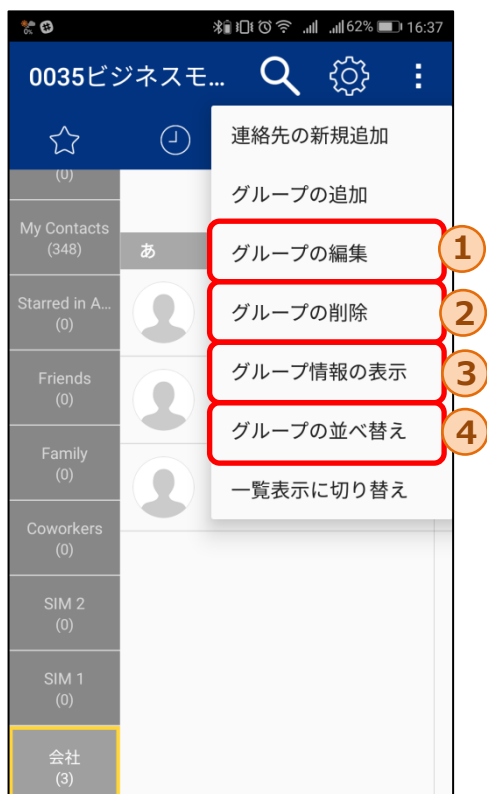 0% 62% 16:37
0035ビジネスモ...
連絡先の新規追加
グループの追加
グループの編集 1
グループの削除 2
グループ情報の表示 3
グループの並べ替え 4
一覧表示に切り替え
(0)
My Contacts
(348)
あ
Starred in A...
(0)
Friends
(0)
Family
(0)
Coworkers
(0)
SIM 2
(0)
SIM 1
(0)
会社
(3)